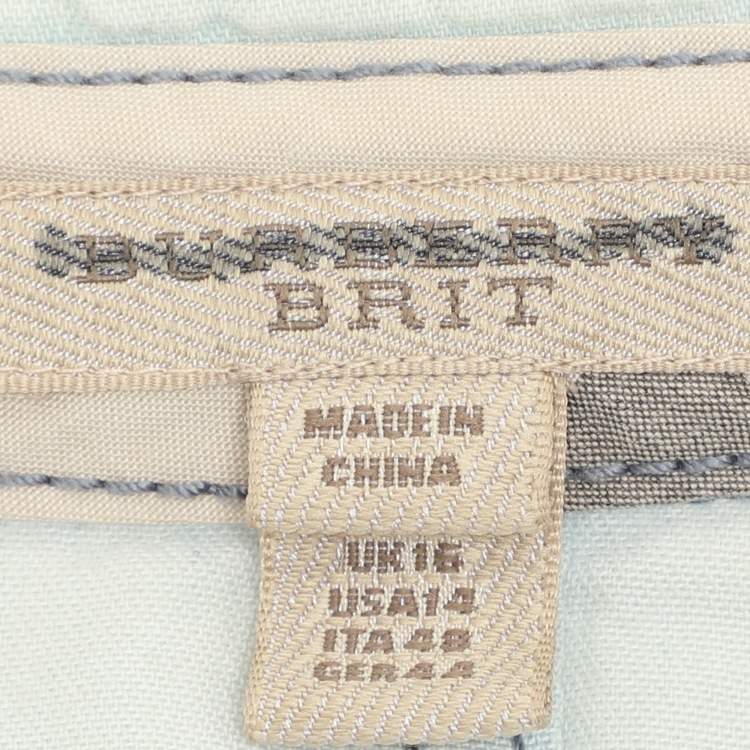 BURBERRY
BRIT
MADE IN
CHINA
UK16
USA14
ITA48
GER44